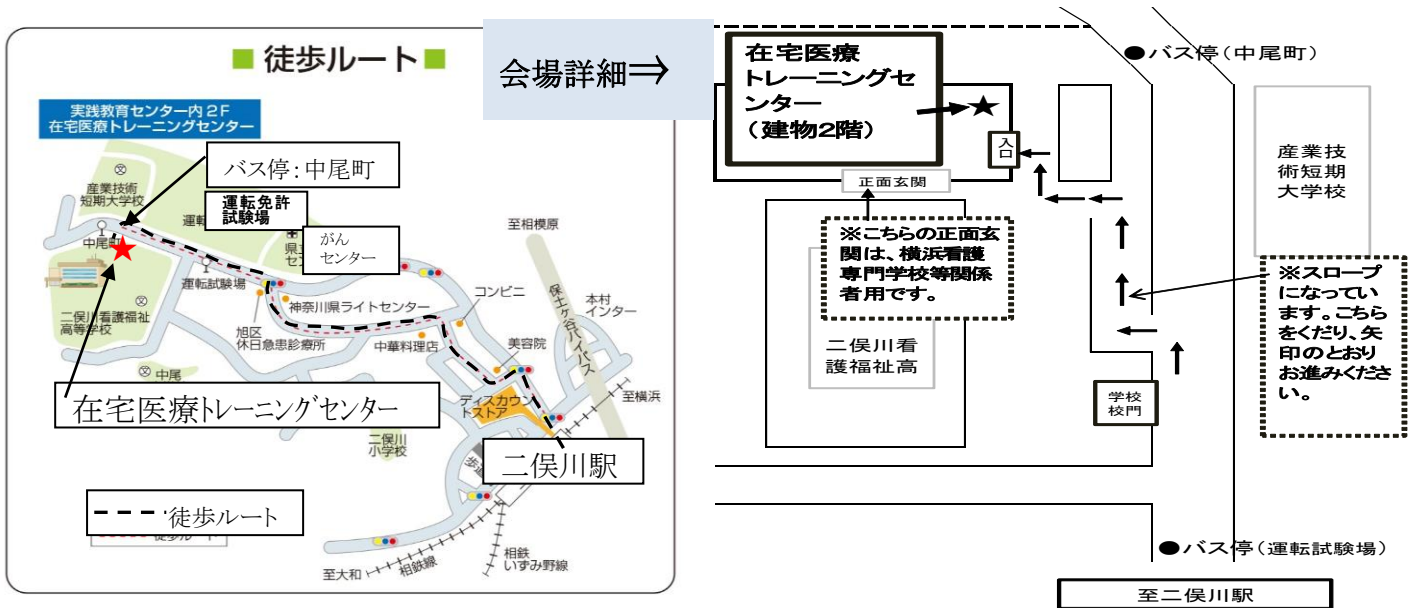 ■ 徒歩ルート ■
会場詳細⇒
実践教育センター内2F
在宅医療トレーニングセンター
バス停：中尾町
産業技術
短期大学校
運転免許
試験場
運転
がん
センター
県立
セン
中尾町
運転試験場
至相模原
神奈川県ライトセンター
コンビニ
保土ヶ谷バイパス
本村
インター
二俣川看護福祉
高等学校
旭区
休日急患診療所
中華料理店
美容院
中尾
在宅医療トレーニングセンター
ディスカウン
トストア
至横浜
二俣川
小学校
歩道
二俣川駅
徒歩ルート
徒歩ルート
至大和
相鉄線
相鉄
いずみ野線
在宅医療
トレーニングセ
ンター
（建物2階）
●バス停（中尾町）
入口
正面玄関
産業技
術短期
大学校
※こちらの正面玄
関は、横浜看護
専門学校等関係
者用です。
二俣川看
護福祉高
※スロープ
になってい
ます。こちら
をくだり、矢
印のとおり
お進みくださ
い。
学校
校門
●バス停（運転試験場）
至二俣川駅